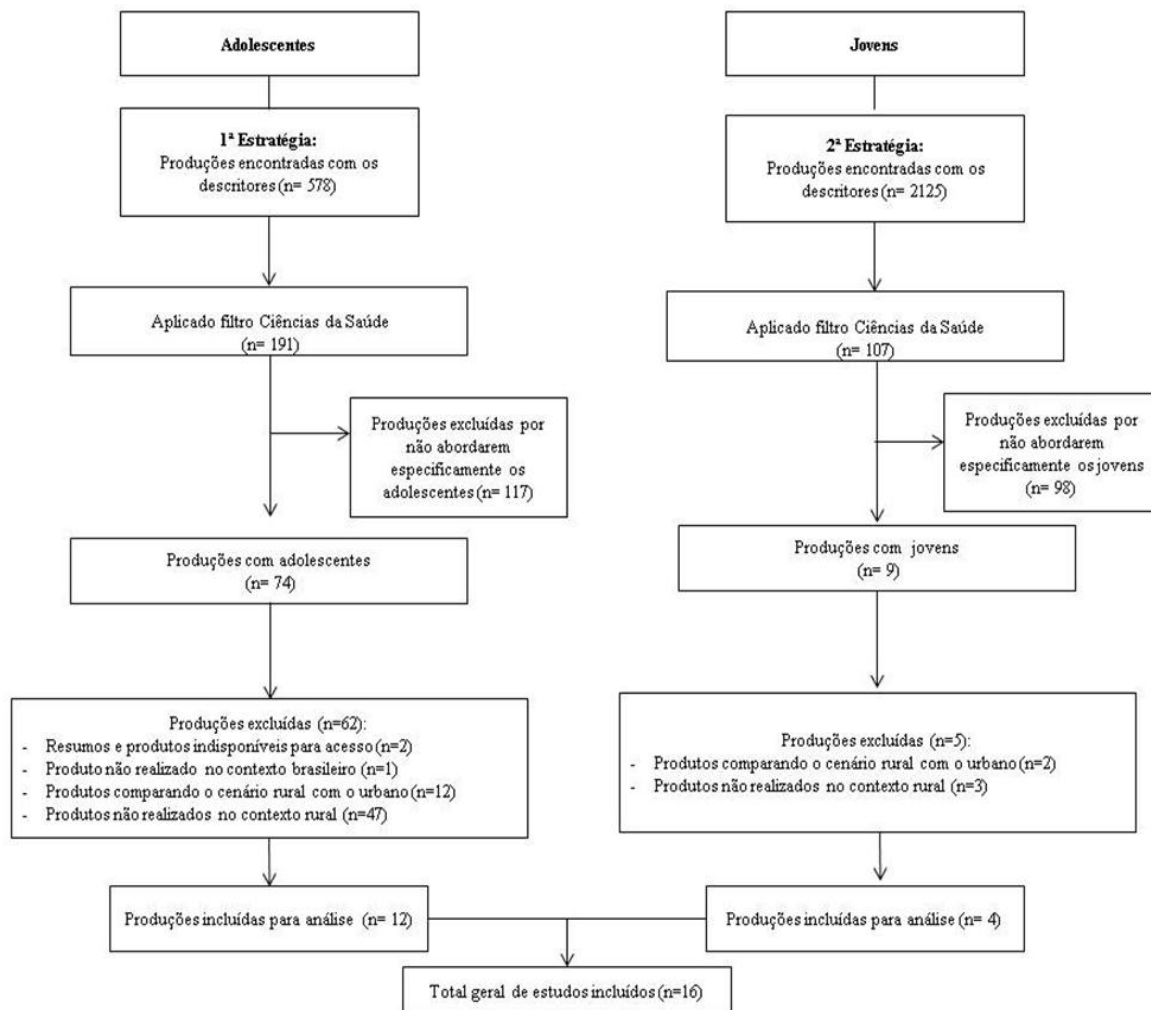 Adolescentes
1ª Estratégia:
Produções encontradas com os
descritores (n= 578)
Aplicado filtro Ciências da Saúde
(n= 191)
Produções excluídas por
não abordarem
especificamente os
adolescentes (n= 117)
Produções com adolescentes
(n= 74)
Produções excluídas (n=62):
- Resumos e produtos indisponíveis para acesso (n=2)
- Produto não realizado no contexto brasileiro (n=1)
- Produtos comparando o cenário rural com o urbano (n=12)
- Produtos não realizados no contexto rural (n=47)
Produções incluídas para análise (n= 12)
Jovens
2ª Estratégia:
Produções encontradas com os
descritores (n= 2125)
Aplicado filtro Ciências da Saúde
(n= 107)
Produções excluídas por
não abordarem
especificamente os jovens
(n= 98)
Produções com jovens
(n= 9)
Produções excluídas (n=5):
- Produtos comparando o cenário rural com o urbano (n=2)
- Produtos não realizados no contexto rural (n=3)
Produções incluídas para análise (n= 4)
Total geral de estudos incluídos (n=16)